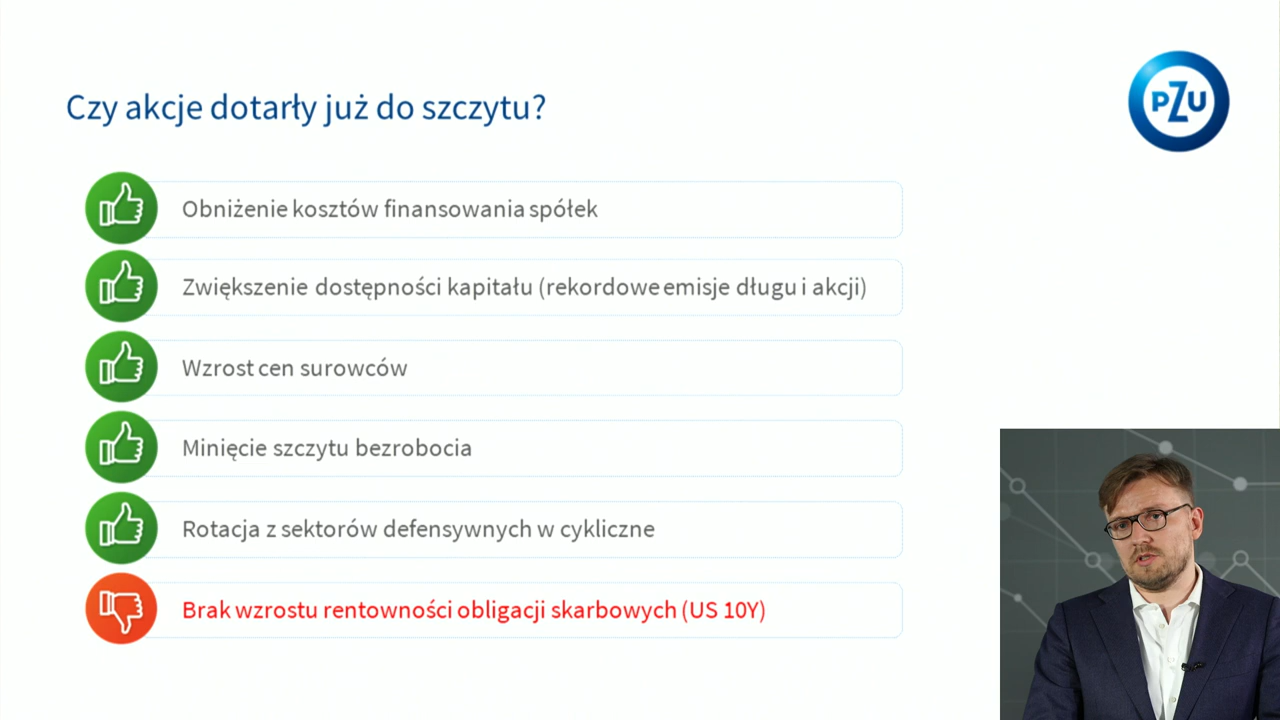 Czy akcje dotarły już do szczytu?
PZU
Obniżenie kosztów finansowania spółek
Zwiększenie dostępności kapitału (rekordowe emisje długu i akcji)
Wzrost cen surowców
Minięcie szczytu bezrobocia
Rotacja z sektorów defensywnych w cykliczne
Brak wzrostu rentowności obligacji skarbowych (US 10Y)